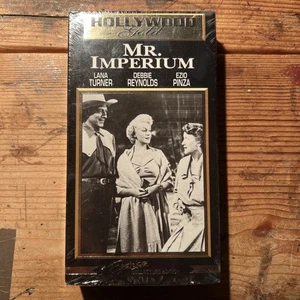 HOLLYWOOD
Gold
MR.
IMPERIUM
LANA DEBBIE EZIO
TURNER REYNOLDS PINZA